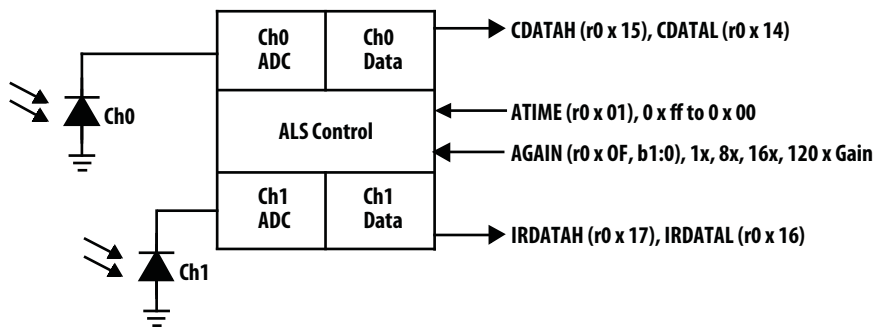 Ch0
ADC
Ch0
Data
CDATAH (r0 x 15), CDATAL (r0 x 14)
Ch0
ATIME (r0 x 01), 0 x ff to 0 x 00
ALS Control
AGAIN (r0 x OF, b1:0), 1x, 8x, 16x, 120 x Gain
Ch1
ADC
Ch1
Data
IRDATAH (r0 x 17), IRDATAL (r0 x 16)
Ch1